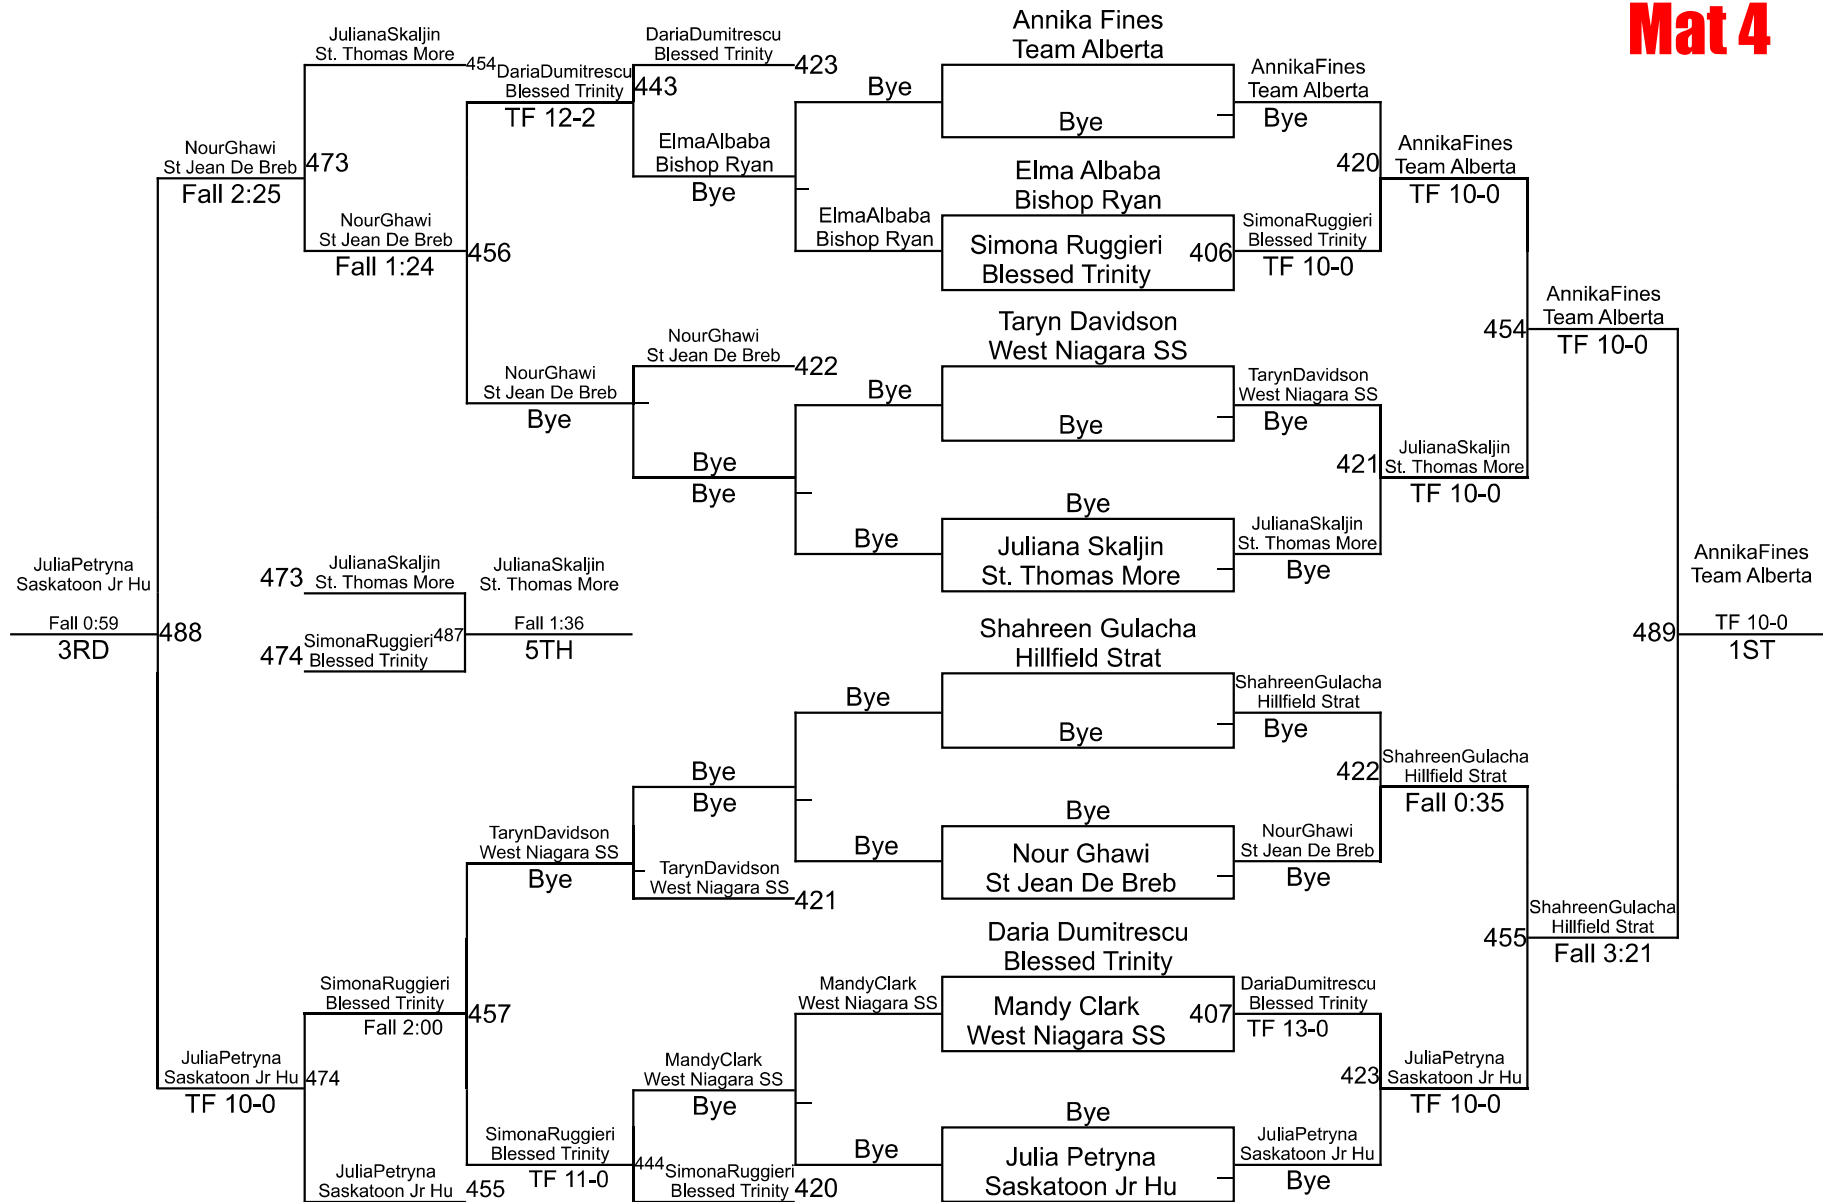 Mat 4
JulianaSkaljin
St. Thomas More
454
DariaDumitrescu
Blessed Trinity
TF 12-2
443
DariaDumitrescu
Blessed Trinity
423
ElmaAlbaba
Bishop Ryan
Bye
Bye
ElmaAlbaba
Bishop Ryan
Annika Fines
Team Alberta
Bye
AnnikaFines
Team Alberta
Bye
Elma Albaba
Bishop Ryan
Simona Ruggieri
Blessed Trinity
406
SimonaRuggieri
Blessed Trinity
TF 10-0
420
AnnikaFines
Team Alberta
TF 10-0
NourGhawi
St Jean De Breb
Fall 2:25
473
NourGhawi
St Jean De Breb
Fall 1:24
456
NourGhawi
St Jean De Breb
Bye
NourGhawi
St Jean De Breb
422
Bye
Bye
Bye
Bye
Taryn Davidson
West Niagara SS
Bye
TarynDavidson
West Niagara SS
Bye
Bye
Juliana Skaljin
St. Thomas More
JulianaSkaljin
St. Thomas More
Bye
421
JulianaSkaljin
St. Thomas More
TF 10-0
454
AnnikaFines
Team Alberta
TF 10-0
JuliaPetryna
Saskatoon Jr Hu
Fall 0:59
3RD
488
473
JulianaSkaljin
St. Thomas More
474
SimonaRuggieri
Blessed Trinity
487
JulianaSkaljin
St. Thomas More
Fall 1:36
5TH
489
AnnikaFines
Team Alberta
TF 10-0
1ST
Shahreen Gulacha
Hillfield Strat
Bye
Bye
ShahreenGulacha
Hillfield Strat
Bye
Bye
Bye
Bye
Bye
Nour Ghawi
St Jean De Breb
NourGhawi
St Jean De Breb
Bye
422
ShahreenGulacha
Hillfield Strat
Fall 0:35
TarynDavidson
West Niagara SS
Bye
TarynDavidson
West Niagara SS
421
455
ShahreenGulacha
Hillfield Strat
Fall 3:21
SimonaRuggieri
Blessed Trinity
Fall 2:00
457
Daria Dumitrescu
Blessed Trinity
MandyClark
West Niagara SS
Mandy Clark
West Niagara SS
407
DariaDumitrescu
Blessed Trinity
TF 13-0
JuliaPetryna
Saskatoon Jr Hu
TF 10-0
474
MandyClark
West Niagara SS
Bye
423
JuliaPetryna
Saskatoon Jr Hu
TF 10-0
SimonaRuggieri
Blessed Trinity
TF 11-0
444
SimonaRuggieri
Blessed Trinity
420
Bye
Bye
Julia Petryna
Saskatoon Jr Hu
JuliaPetryna
Saskatoon Jr Hu
Bye
JuliaPetryna
Saskatoon Jr Hu
455